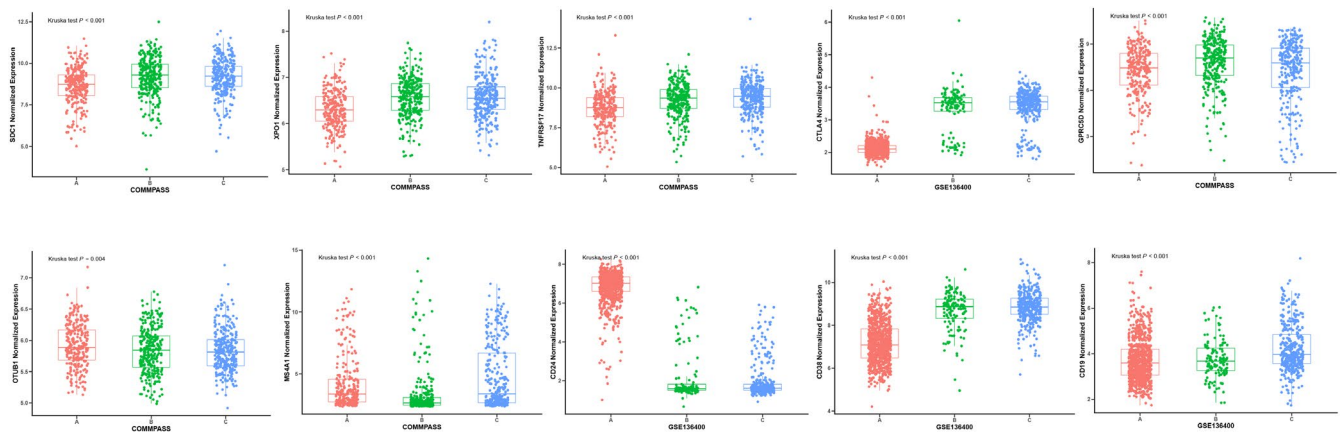 Kruska test P < 0.001
SDC1 Normalized Expression
12.5
10.0
7.5
5.0
A B C
COMMPASS
Kruska test P < 0.001
XPO1 Normalized Expression
8
7
6
5
A B C
COMMPASS
Kruska test P < 0.001
TNFRSF17 Normalized Expression
12.5
10.0
7.5
5.0
A B C
COMMPASS
Kruska test P < 0.001
CTLA4 Normalized Expression
6
5
4
3
2
A B C
GSE136400
Kruska test P < 0.001
GPRC5D Normalized Expression
9
6
3
A B C
COMMPASS
Kruska test P = 0.004
OTUB1 Normalized Expression
7.0
6.5
6.0
5.5
5.0
A B C
COMMPASS
Kruska test P < 0.001
MS4A1 Normalized Expression
15
10
5
A B C
COMMPASS
Kruska test P < 0.001
CD24 Normalized Expression
8
6
4
2
A B C
GSE136400
Kruska test P < 0.001
CD38 Normalized Expression
10
8
6
4
A B C
GSE136400
Kruska test P < 0.001
CD19 Normalized Expression
8
6
4
2
A B C
GSE136400